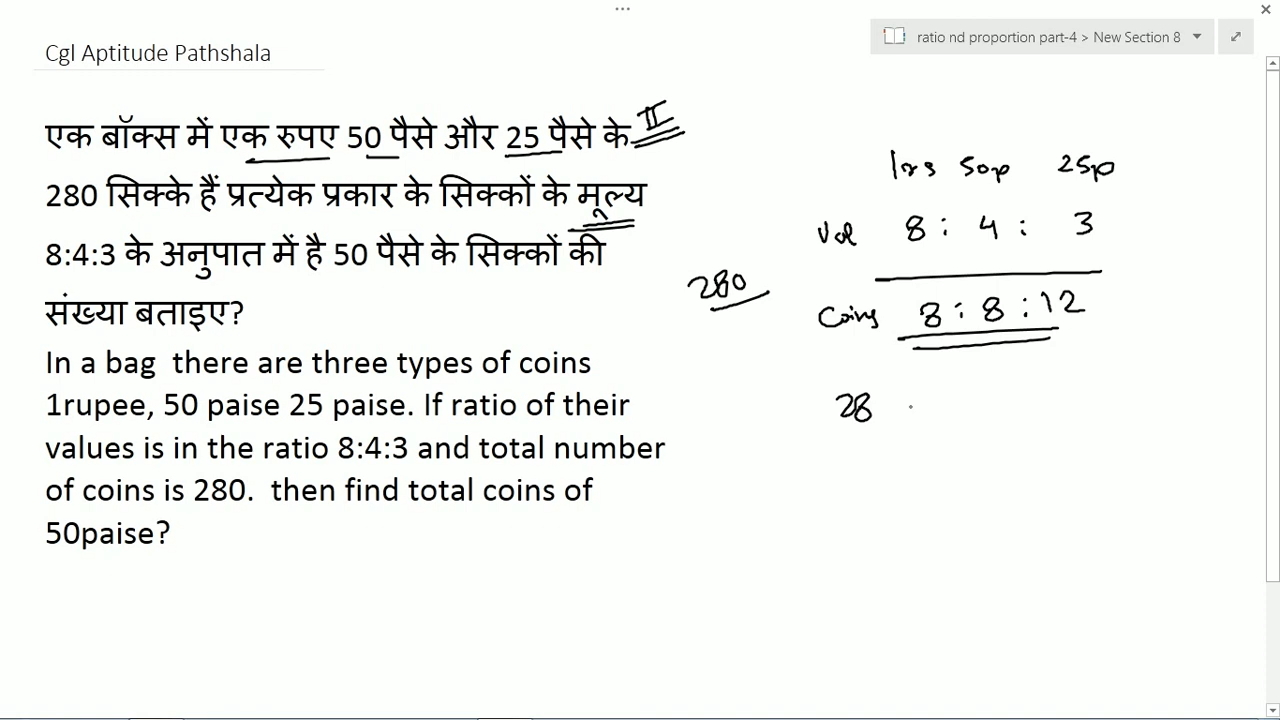 ratio nd proportion part-4 > New Section 8
Cgl Aptitude Pathshala
एक बॉक्स में एक रुपए 50 पैसे और 25 पैसे के II
280 सिक्के हैं प्रत्येक प्रकार के सिक्कों के मूल्य
8:4:3 के अनुपात में है 50 पैसे के सिक्कों की
संख्या बताइए?
In a bag there are three types of coins
1rupee, 50 paise 25 paise. If ratio of their
values is in the ratio 8:4:3 and total number
of coins is 280. then find total coins of
50paise?
1rs 50p 25p
Val 8 : 4 : 3
280
Coins 8 : 8 : 12
28